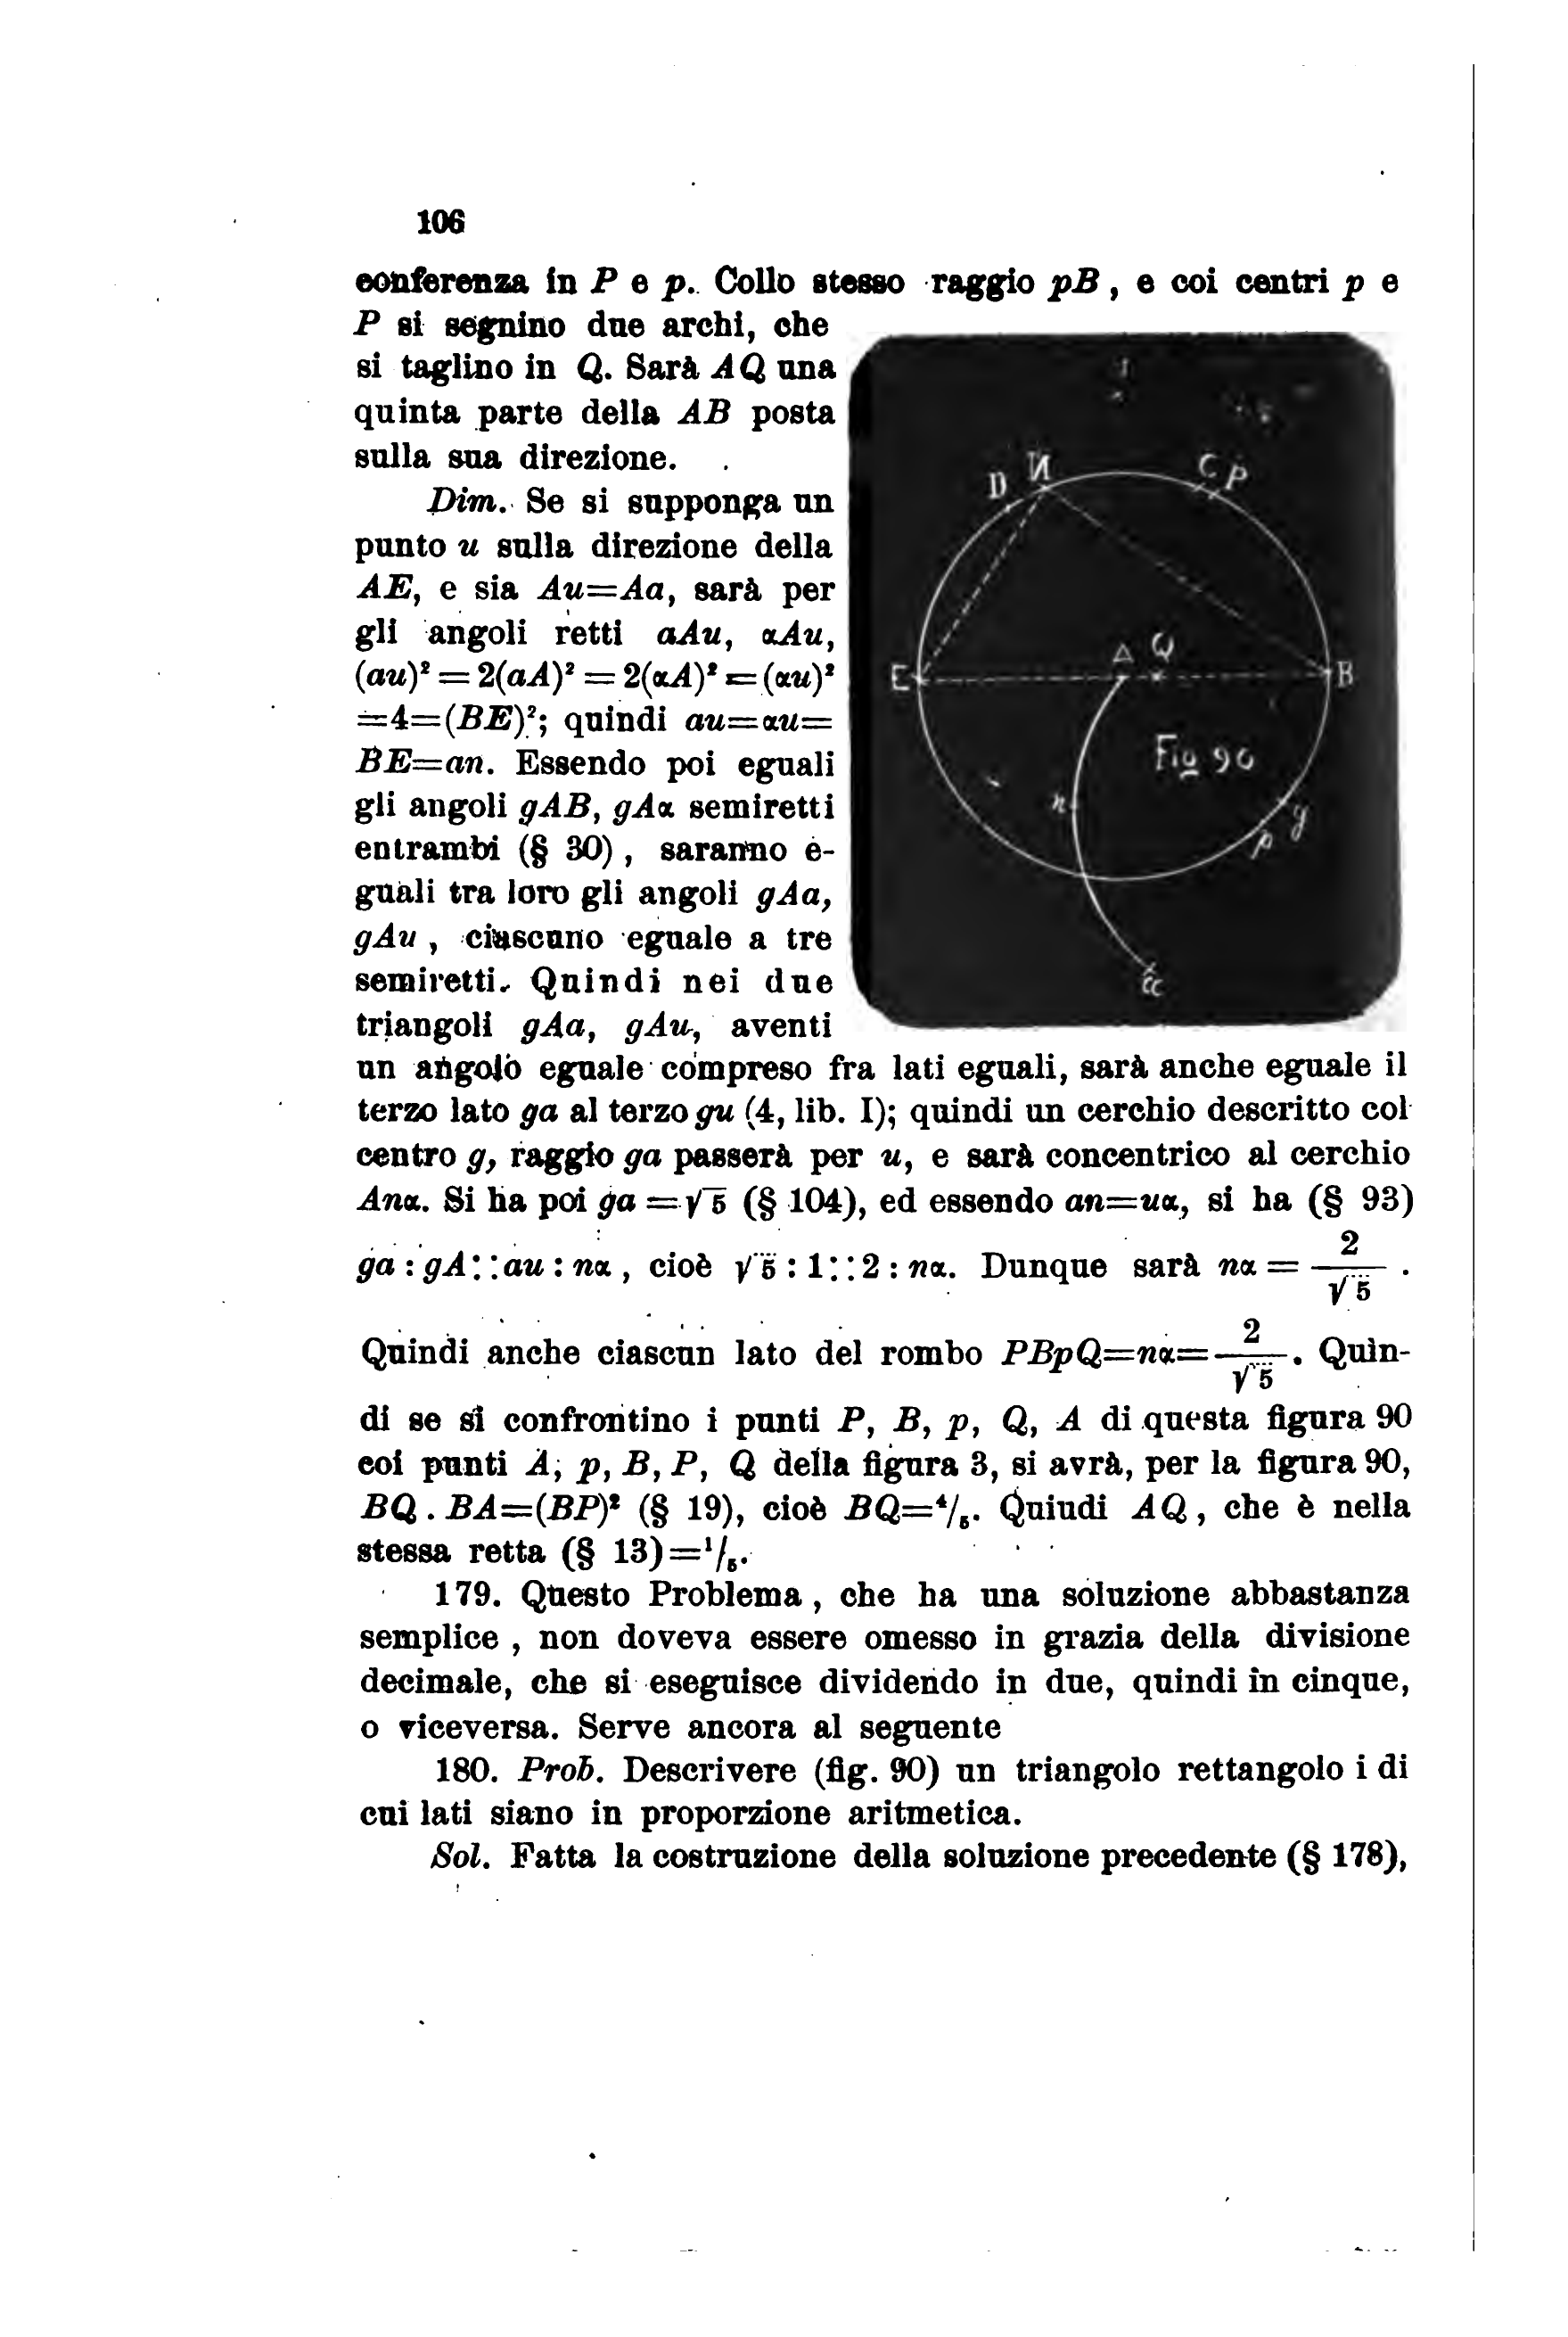 106
conferenza in P e p. Collo stesso raggio pB, e coi centri p e
P si segnino due archi, che
si taglino in Q. Sarà AQ una
quinta parte della AB posta
sulla sua direzione.
Dim. Se si supponga un
punto u sulla direzione della
AE, e sia Au=Aa, sarà per
gli angoli retti aAu, αAu,
(au)² = 2(aA)² = 2(αA)² = (αu)²
=4=(BE)²; quindi au=αu=
BE=an. Essendo poi eguali
gli angoli gAB, gAα semiretti
entrambi (§ 30), saranno e-
guali tra loro gli angoli gAa,
gAu, ciascuno eguale a tre
semiretti. Quindi nei due
triangoli gAa, gAu, aventi
un angolo eguale compreso fra lati eguali, sarà anche eguale il
terzo lato ga al terzo gu (4, lib. I); quindi un cerchio descritto col
centro g, raggio ga passerà per u, e sarà concentrico al cerchio
Anα. Si ha poi ga = √5 (§ 104), ed essendo an=uα, si ha (§ 93)
ga : gA :: au : nα, cioè √5 : 1 :: 2 : nα. Dunque sarà nα = 2/√5.
Quindi anche ciascun lato del rombo PBpQ=nα=2/√5. Quin-
di se si confrontino i punti P, B, p, Q, A di questa figura 90
coi punti A, p, B, P, Q della figura 3, si avrà, per la figura 90,
BQ . BA=(BP)² (§ 19), cioè BQ=4/5. Quiudi AQ, che è nella
stessa retta (§ 13)=1/5.
179. Questo Problema, che ha una soluzione abbastanza
semplice, non doveva essere omesso in grazia della divisione
decimale, che si eseguisce dividendo in due, quindi in cinque,
o viceversa. Serve ancora al seguente
180. Prob. Descrivere (fig. 90) un triangolo rettangolo i di
cui lati siano in proporzione aritmetica.
Sol. Fatta la costruzione della soluzione precedente (§ 178),
D N C P
E A Q B
Fig 90
n g
p
α